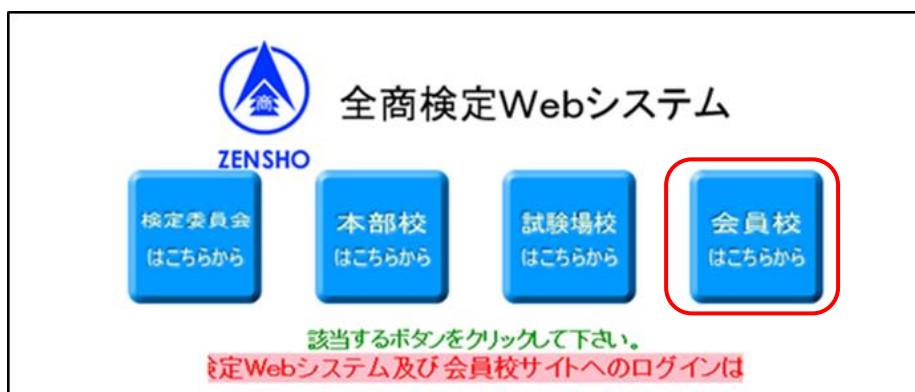 商
全商検定Webシステム
ZENSHO
検定委員会
はこちらから
本部校
はこちらから
試験場校
はこちらから
会員校
はこちらから
該当するボタンをクリックして下さい。
定Webシステム及び会員校サイトへのログインは